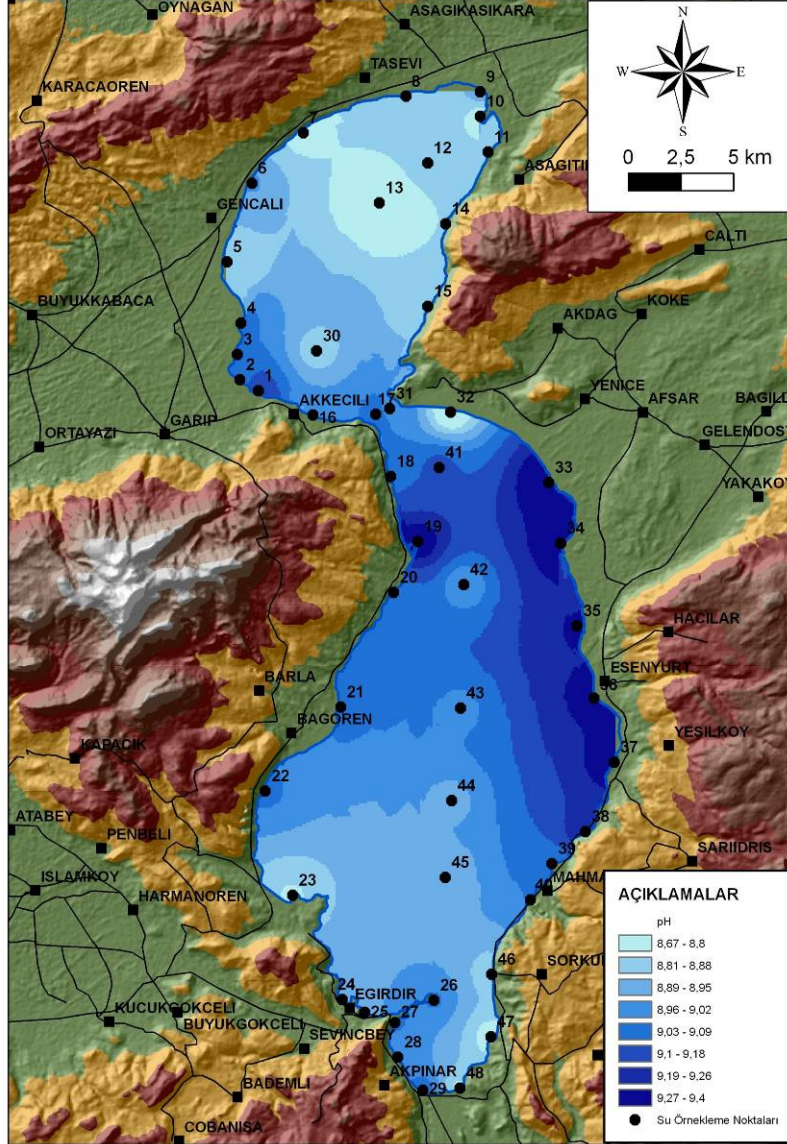 OYNAGAN
ASAGIKASIKARA
N
W E
S
0 2,5 5 km
TASEVI
KARACAOREN
8
9
10
7
11
12
ASAGITI
6
13
GENCALI
14
CALTI
5
15
BUYUKKABACA
4
KOKE
AKDAG
3
30
2
1
YENICE
AKKECILI
17
31
32
AFSAR
BAGILL
16
GARIP
ORTAYAZI
GELENDOST
41
18
33
YAKAKOY
19
34
42
20
35
HACILAR
ESENYURT
BARLA
36
21
43
BAGOREN
YESILKOY
KAPACIK
37
22
44
ATABEY
38
PENBELI
SARIIDRIS
45
39
ISLAMKOY
23
MAHMA
HARMANOREN
40
46
SORKU
24
26
EGIRDIR
25
27
KUCUKGOKCELI
BUYUKGOKCELI
SEVINCBEY
47
28
AKPINAR
29
48
BADEMLI
COBANISA
AÇIKLAMALAR
pH
8,67 - 8,8
8,81 - 8,88
8,89 - 8,95
8,96 - 9,02
9,03 - 9,09
9,1 - 9,18
9,19 - 9,26
9,27 - 9,4
Su Örnekleme Noktaları